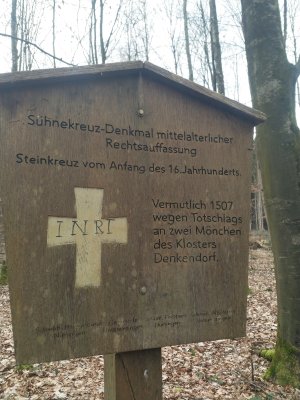 Sühnekreuz-Denkmal mittelalterlicher
Rechtsauffassung
Steinkreuz vom Anfang des 16. Jahrhunderts.
INRI
Vermutlich 1507
wegen Totschlags
an zwei Mönchen
des Klosters
Denkendorf.